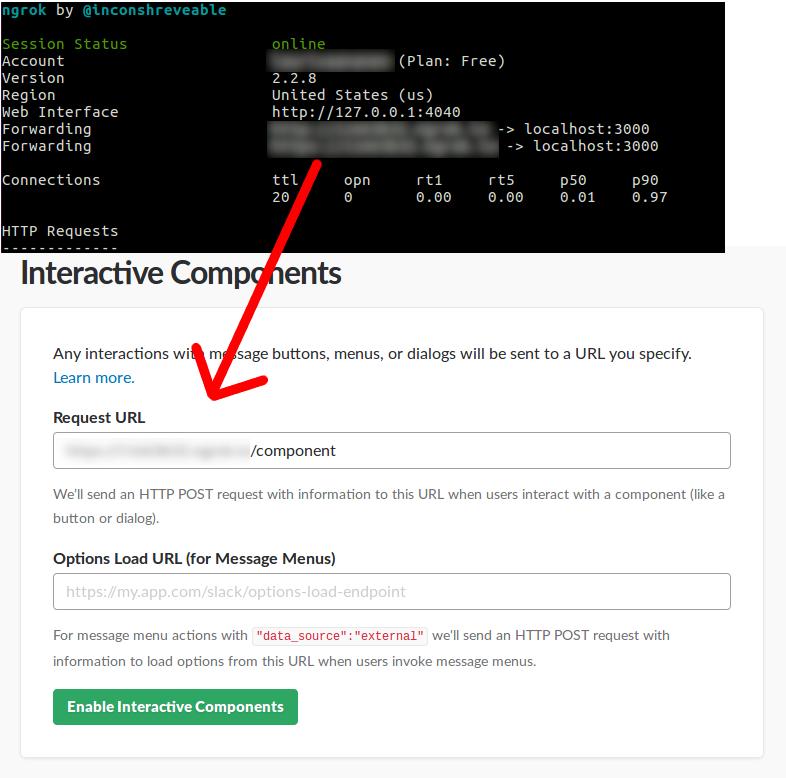 ngrok by @inconshreveable
Session Status online
Account (Plan: Free)
Version 2.2.8
Region United States (us)
Web Interface http://127.0.0.1:4040
Forwarding -> localhost:3000
Forwarding -> localhost:3000
Connections ttl opn rt1 rt5 p50 p90
20 0 0.00 0.00 0.01 0.97
HTTP Requests
-------------
Interactive Components
Any interactions with message buttons, menus, or dialogs will be sent to a URL you specify.
Learn more.
Request URL
/component
We'll send an HTTP POST request with information to this URL when users interact with a component (like a
button or dialog).
Options Load URL (for Message Menus)
https://my.app.com/slack/options-load-endpoint
For message menu actions with "data_source":"external" we'll send an HTTP POST request with
information to load options from this URL when users invoke message menus.
Enable Interactive Components